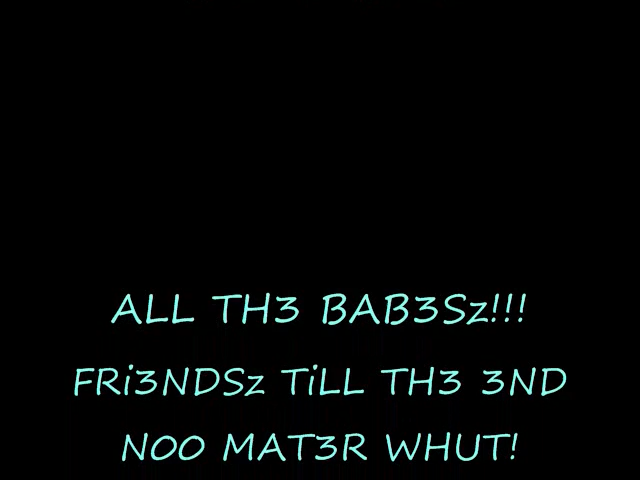 ALL TH3 BAB3Sz!!!
FRi3NDSz TiLL TH3 3ND
NOO MAT3R WHUT!